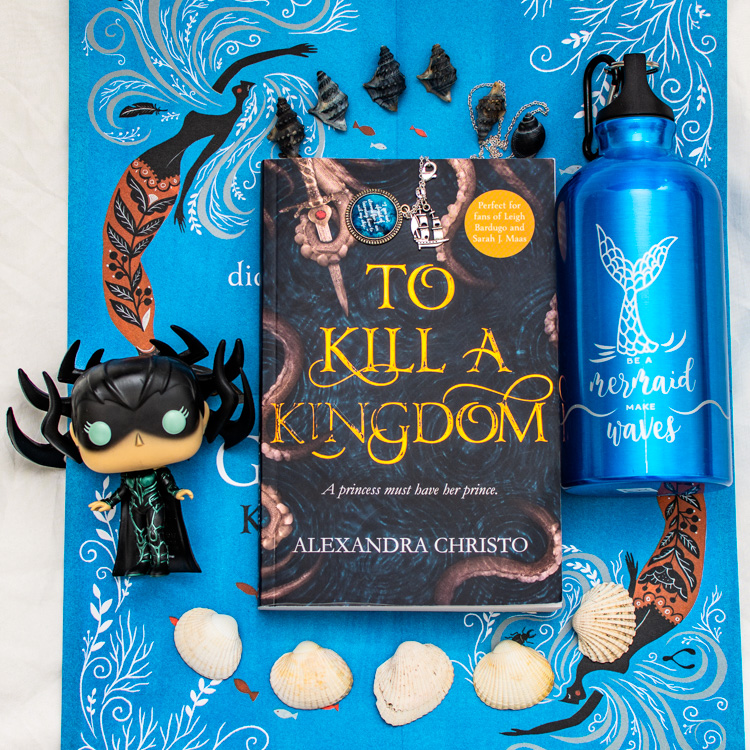 Perfect for
fans of Leigh
Bardugo and
Sarah J. Maas
TO
KILL A
KINGDOM
A princess must have her prince.
ALEXANDRA CHRISTO
BE A
mermaid
MAKE
waves